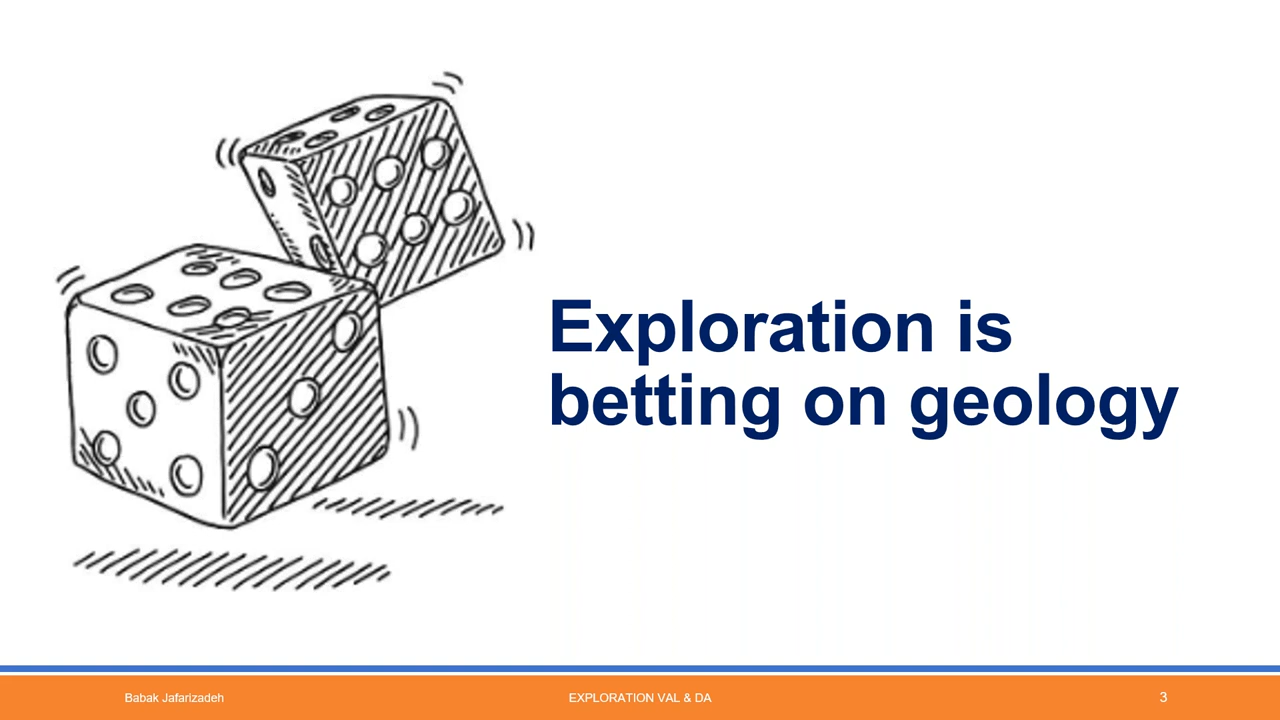 Exploration is
betting on geology
Babak Jafarizadeh
EXPLORATION VAL & DA
3